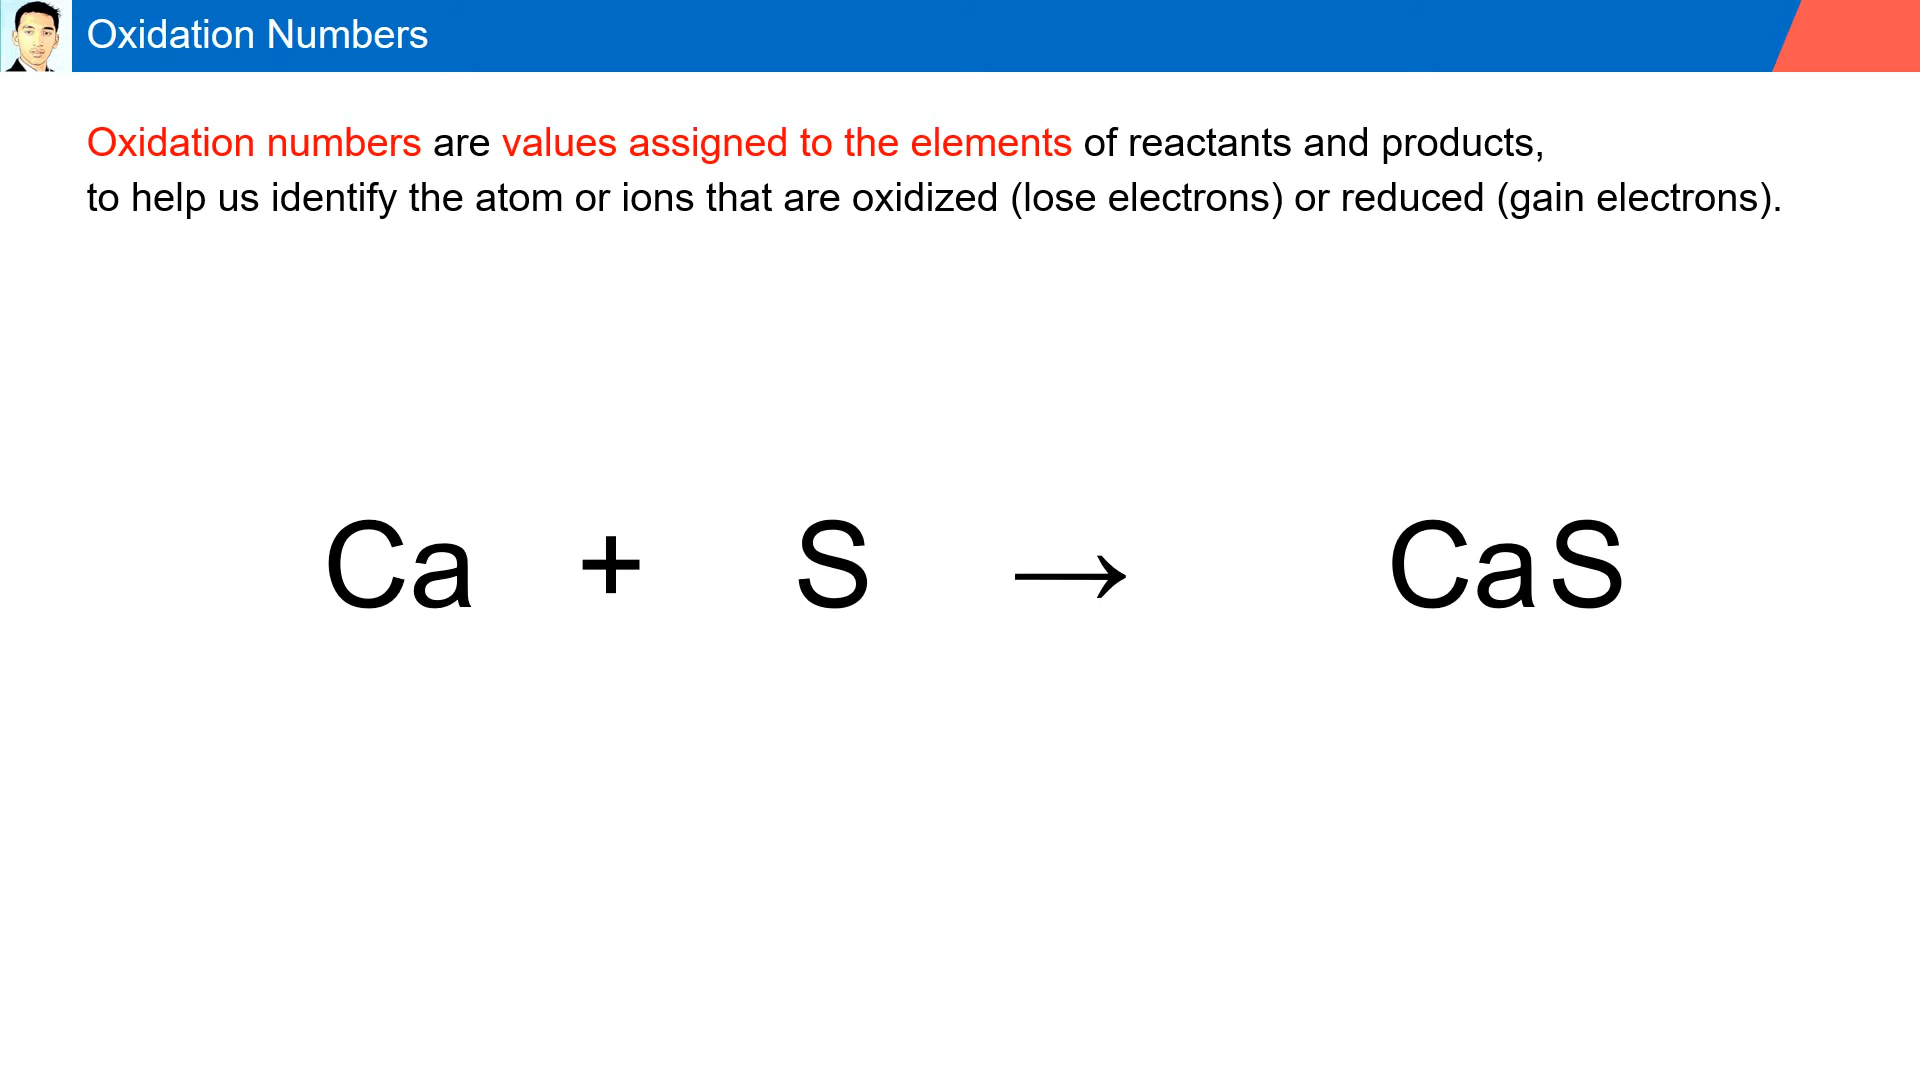 Oxidation Numbers
Oxidation numbers are values assigned to the elements of reactants and products,
to help us identify the atom or ions that are oxidized (lose electrons) or reduced (gain electrons).
Ca + S → CaS